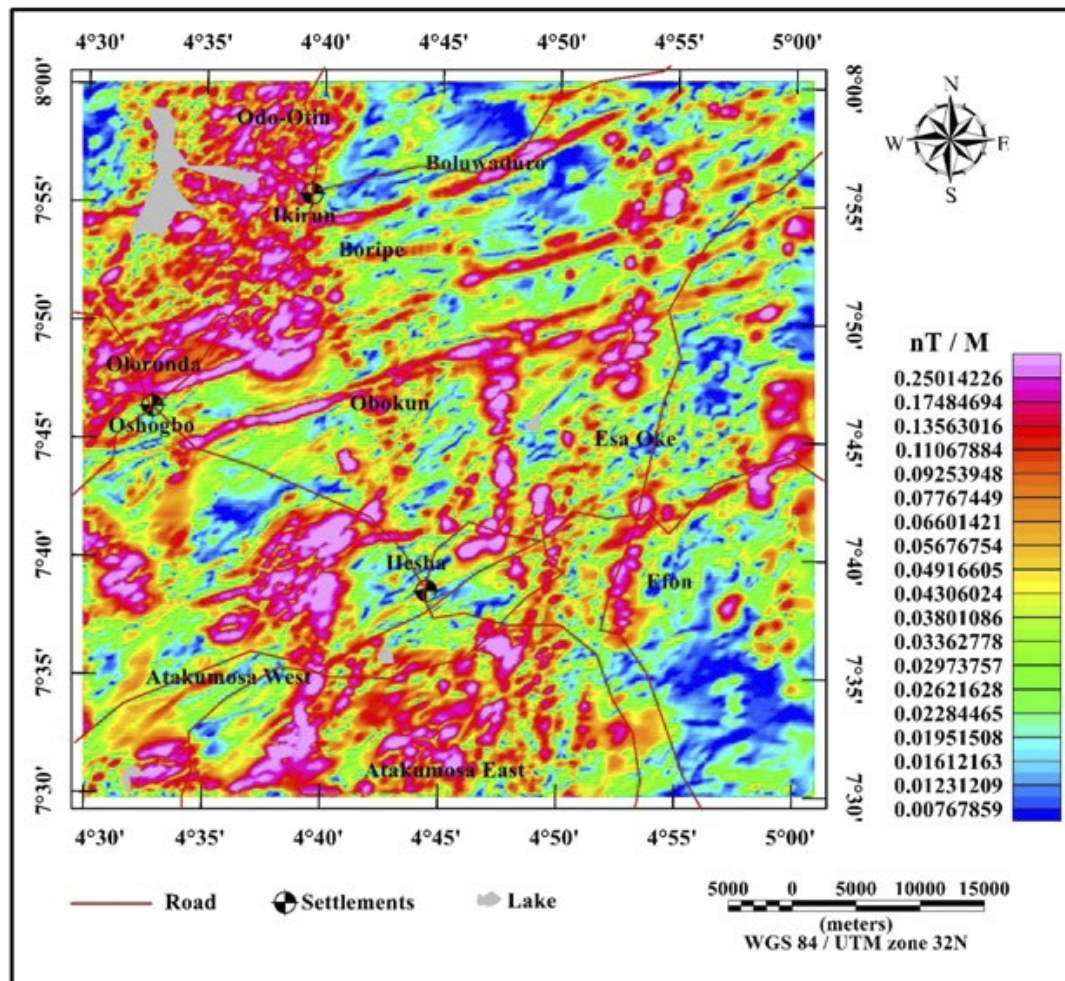 4°30' 4°35' 4°40' 4°45' 4°50' 4°55' 5°00'
8°00' 8°00'
Odo-Otin
N
W E
S
Boluwaduro
7°55' 7°55'
Ikirun
Boripe
7°50' 7°50'
nT / M
Olorunda
0.25014226
Obokun
0.17484694
Oshogbo
0.13563016
7°45' Esa Oke 7°45'
0.11067884
0.09253948
0.07767449
0.06601421
0.05676754
7°40' Ilesha 7°40'
0.04916605
Efon
0.04306024
0.03801086
0.03362778
7°35' Atakumosa West 7°35'
0.02973757
0.02621628
0.02284465
0.01951508
7°30' Atakumosa East 7°30'
0.01612163
0.01231209
0.00767859
4°30' 4°35' 4°40' 4°45' 4°50' 4°55' 5°00'
Road Settlements Lake
5000 0 5000 10000 15000
(meters)
WGS 84 / UTM zone 32N